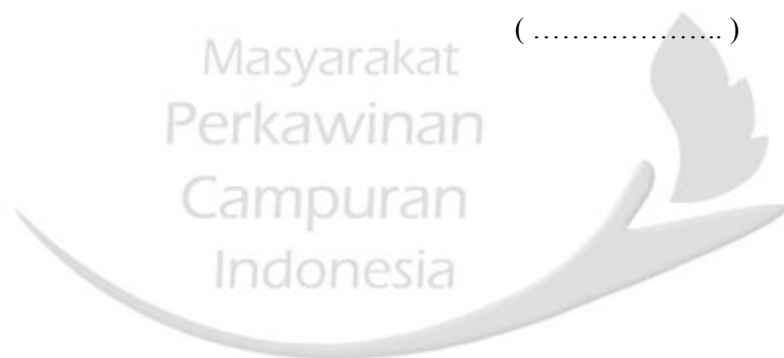 ( ……………….. )
Masyarakat
Perkawinan
Campuran
Indonesia